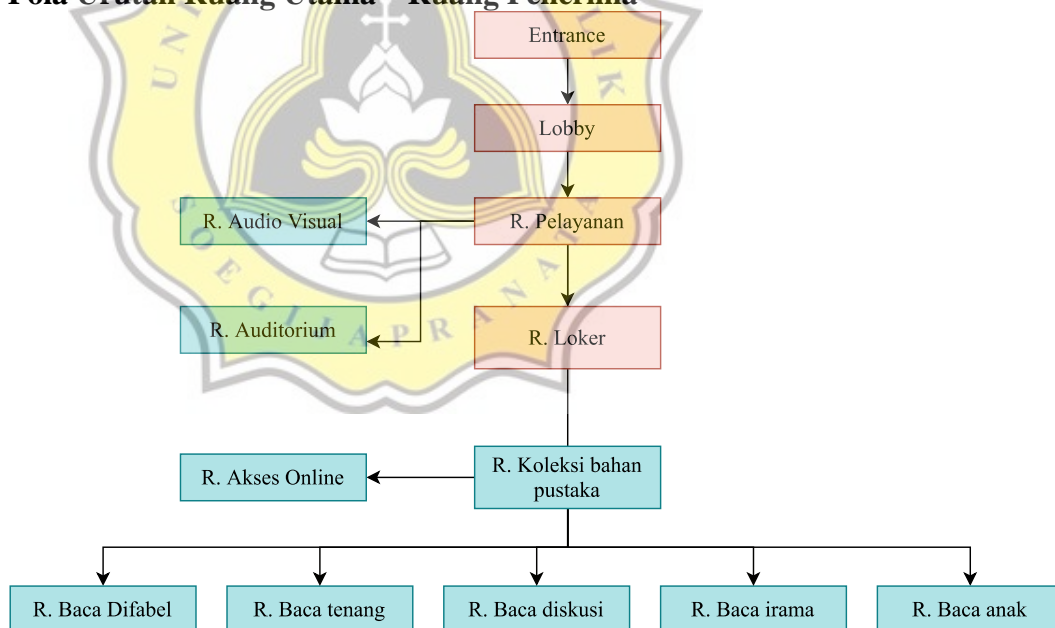 Pola Urutan Ruang Utama – Ruang Penerima
Entrance
Lobby
R. Audio Visual
R. Pelayanan
R. Auditorium
R. Loker
R. Akses Online
R. Koleksi bahan
pustaka
R. Baca Difabel
R. Baca tenang
R. Baca diskusi
R. Baca irama
R. Baca anak
SOEGIJAPRANATA